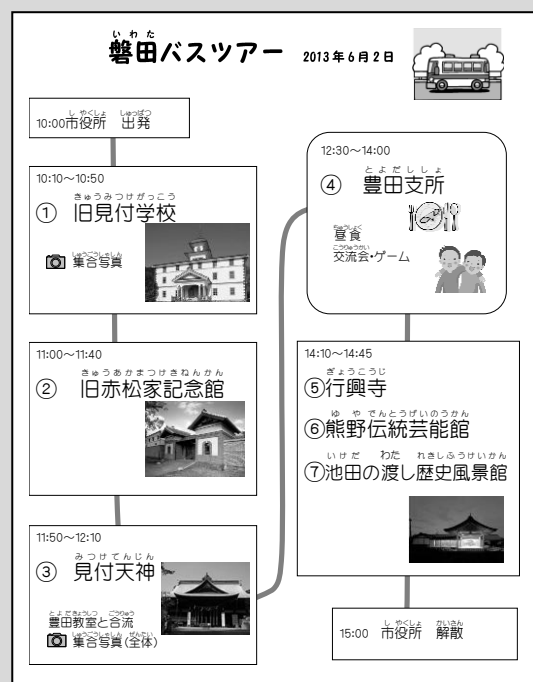 いわた
磐田バスツアー 2013年6月2日
しやくしょ しゅっぱつ
10:00市役所 出発
10:10～10:50
きゅうみつけがっこう
① 旧見付学校
しゅうごうしゃしん
集合写真
11:00～11:40
きゅうあかまつけきねんかん
② 旧赤松家記念館
11:50～12:10
みつけてんじん
③ 見付天神
とよだきょうしつ ごうりゅう
豊田教室と合流
しゅうごうしゃしん ぜんたい
集合写真(全体)
12:30～14:00
とよだししょ
④ 豊田支所
ちゅうしょく
昼食
こうりゅうかい
交流会・ゲーム
14:10～14:45
ぎょうこうじ
⑤行興寺
ゆや でんとうげいのうかん
⑥熊野伝統芸能館
いけだ わた れきしふうけいかん
⑦池田の渡し歴史風景館
しやくしょ かいさん
15:00 市役所 解散